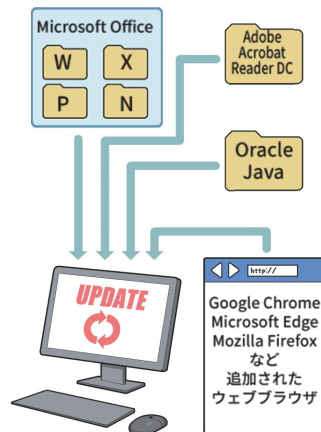 Microsoft Office
W
X
P
N
Adobe
Acrobat
Reader DC
Oracle
Java
UPDATE
http://
Google Chrome
Microsoft Edge
Mozilla Firefox
など
追加された
ウェブブラウザ